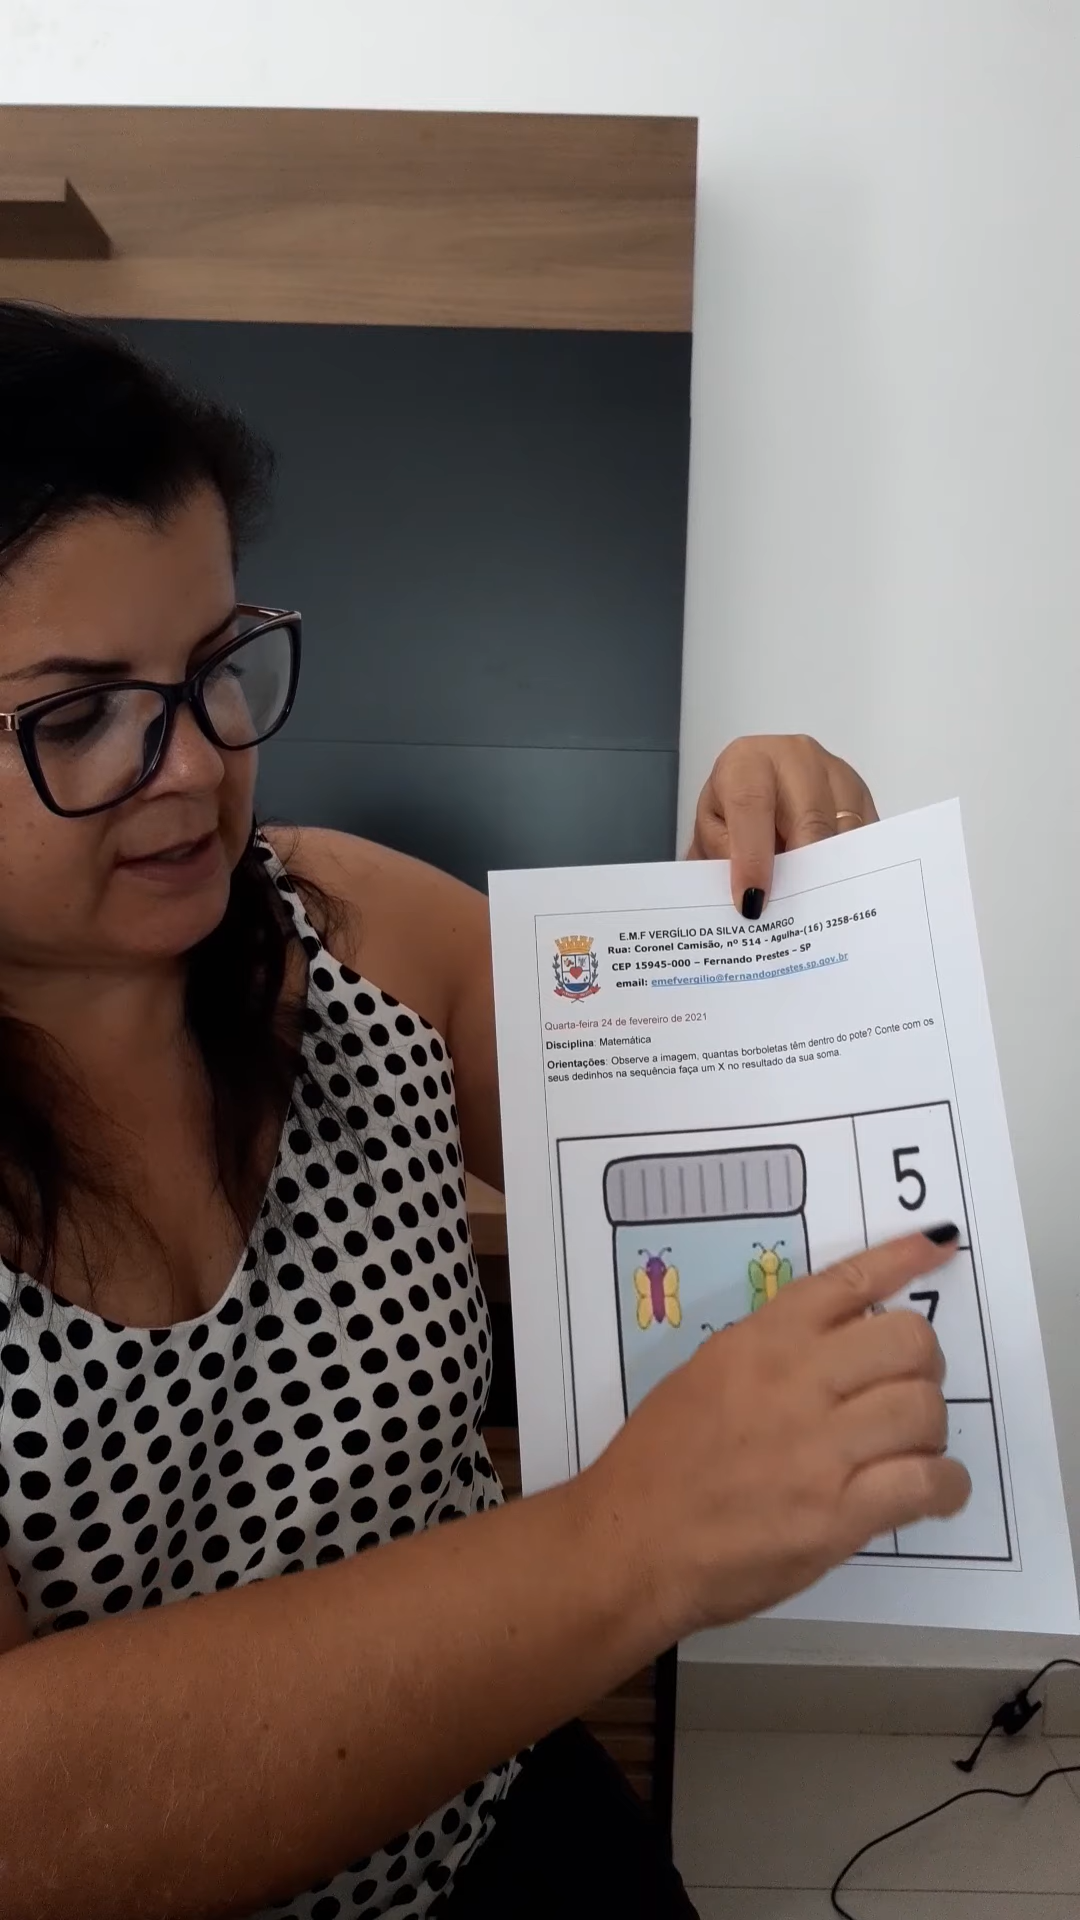 E.M.F VERGÍLIO DA SILVA CAMARGO
Rua: Coronel Camisão, nº 514 - Agulha-(16) 3258-6166
CEP 15945-000 – Fernando Prestes – SP
email: emefvergilio@fernandoprestes.sp.gov.br
Quarta-feira 24 de fevereiro de 2021
Disciplina: Matemática
Orientações: Observe a imagem, quantas borboletas têm dentro do pote? Conte com os
seus dedinhos na sequência faça um X no resultado da sua soma.
5
7